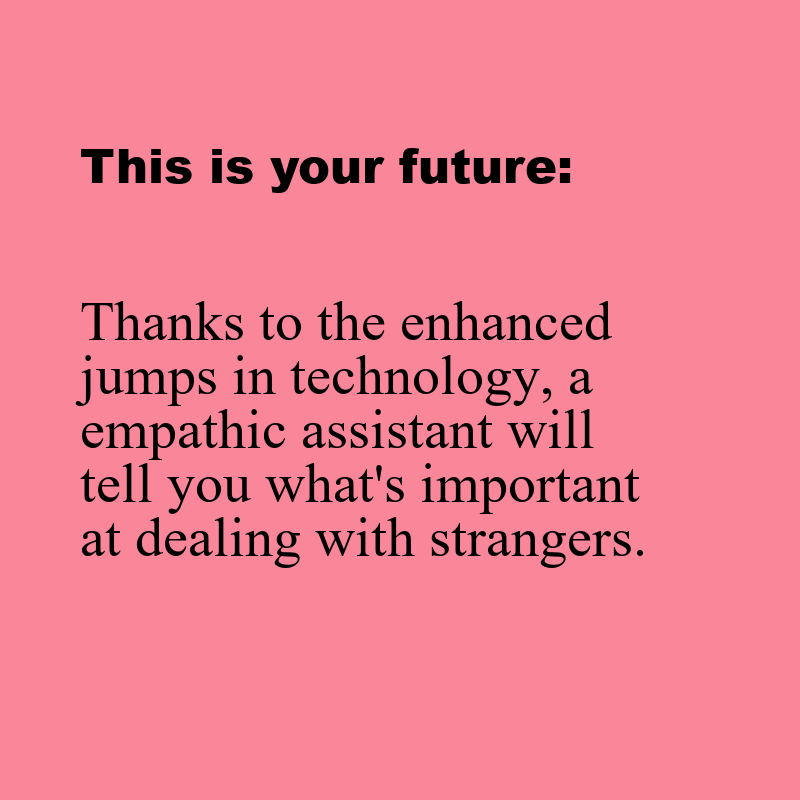 This is your future:
Thanks to the enhanced
jumps in technology, a
empathic assistant will
tell you what's important
at dealing with strangers.